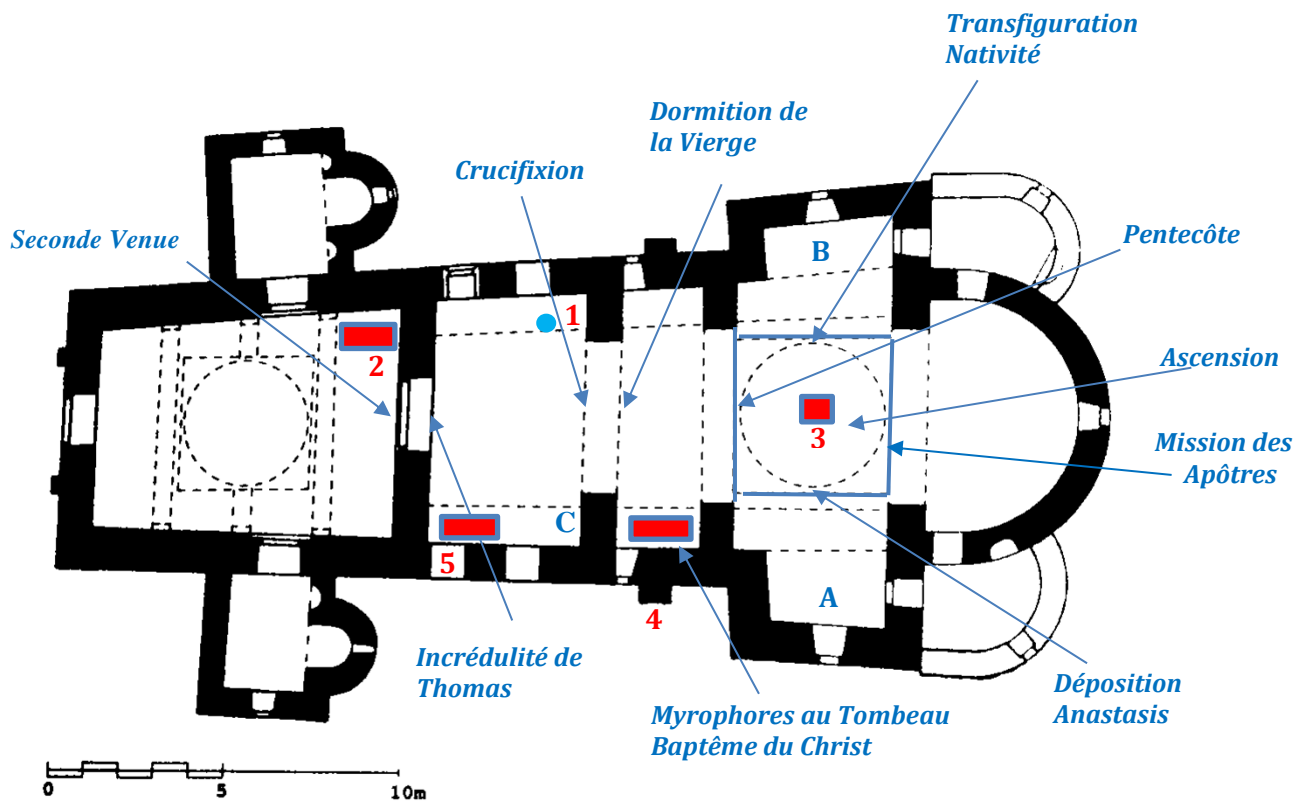 Transfiguration
Nativité
Dormition de
la Vierge
Crucifixion
Seconde Venue
Pentecôte
B
1
2
Ascension
3
Mission des
Apôtres
C
5
A
4
Incrédulité de
Thomas
Déposition
Anastasis
Myrophores au Tombeau
Baptême du Christ
0 5 10m